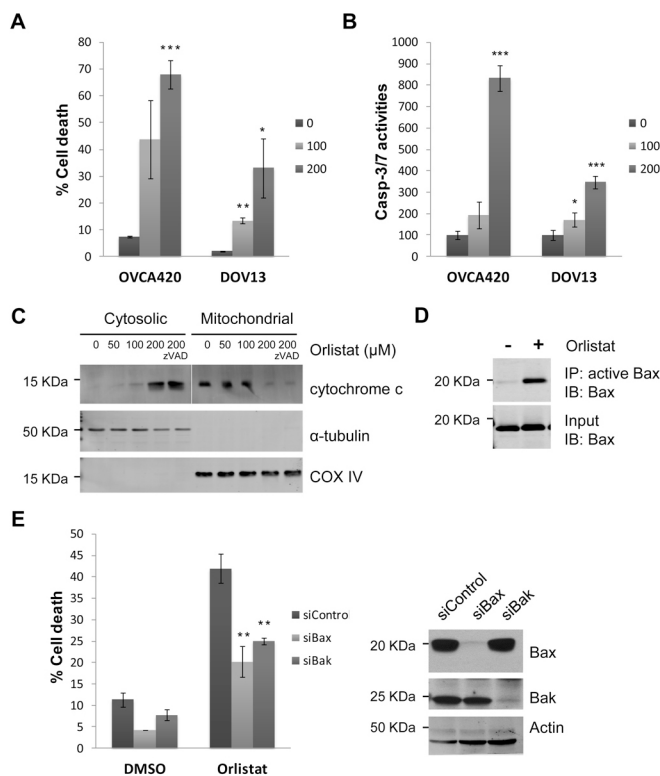 A
% Cell death
80
70
60
50
40
30
20
10
0
***
**
*
OVCA420 DOV13
0
100
200
B
Casp-3/7 activities
1000
900
800
700
600
500
400
300
200
100
0
***
*
***
OVCA420 DOV13
0
100
200
C
Cytosolic Mitochondrial
0 50 100 200 200 0 50 100 200 200 Orlistat (µM)
zVAD zVAD
15 KDa cytochrome c
50 KDa α-tubulin
15 KDa COX IV
D
- + Orlistat
20 KDa IP: active Bax
IB: Bax
20 KDa Input
IB: Bax
E
% Cell death
50
45
40
35
30
25
20
15
10
5
0
**
**
DMSO Orlistat
siContro
siBax
siBak
siControl siBax siBak
20 KDa Bax
25 KDa Bak
50 KDa Actin